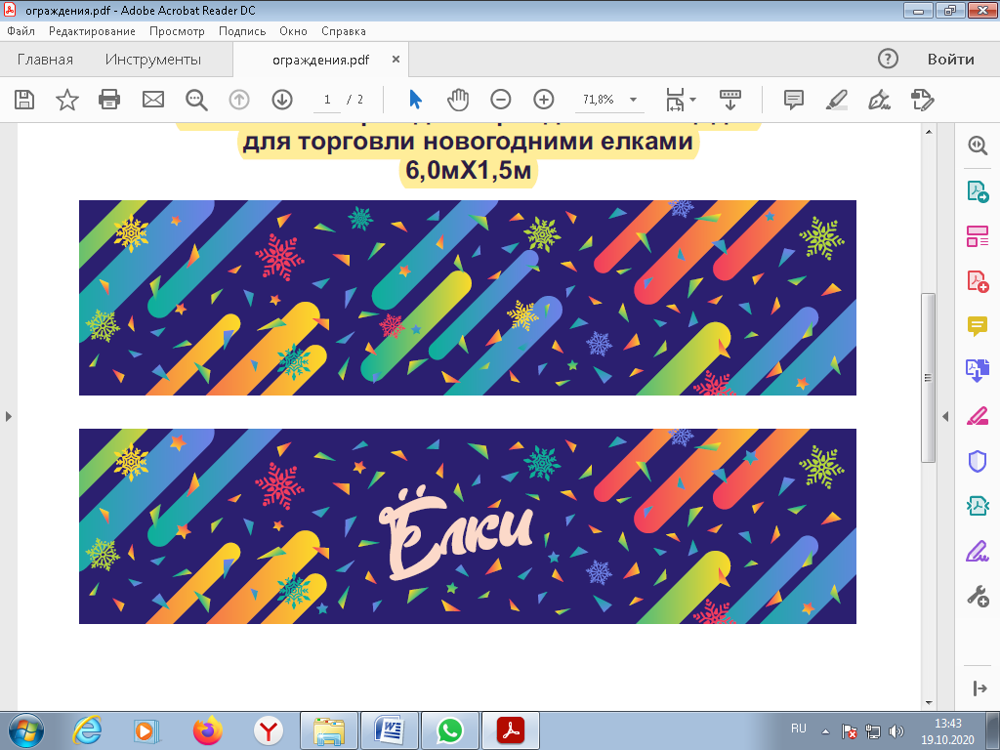 ограждения.pdf - Adobe Acrobat Reader DC
Файл Редактирование Просмотр Подпись Окно Справка
Главная Инструменты ограждения.pdf Войти
1 / 2 71,8%
для торговли новогодними елками
6,0мХ1,5м
Ёлки
RU 13:43
19.10.2020